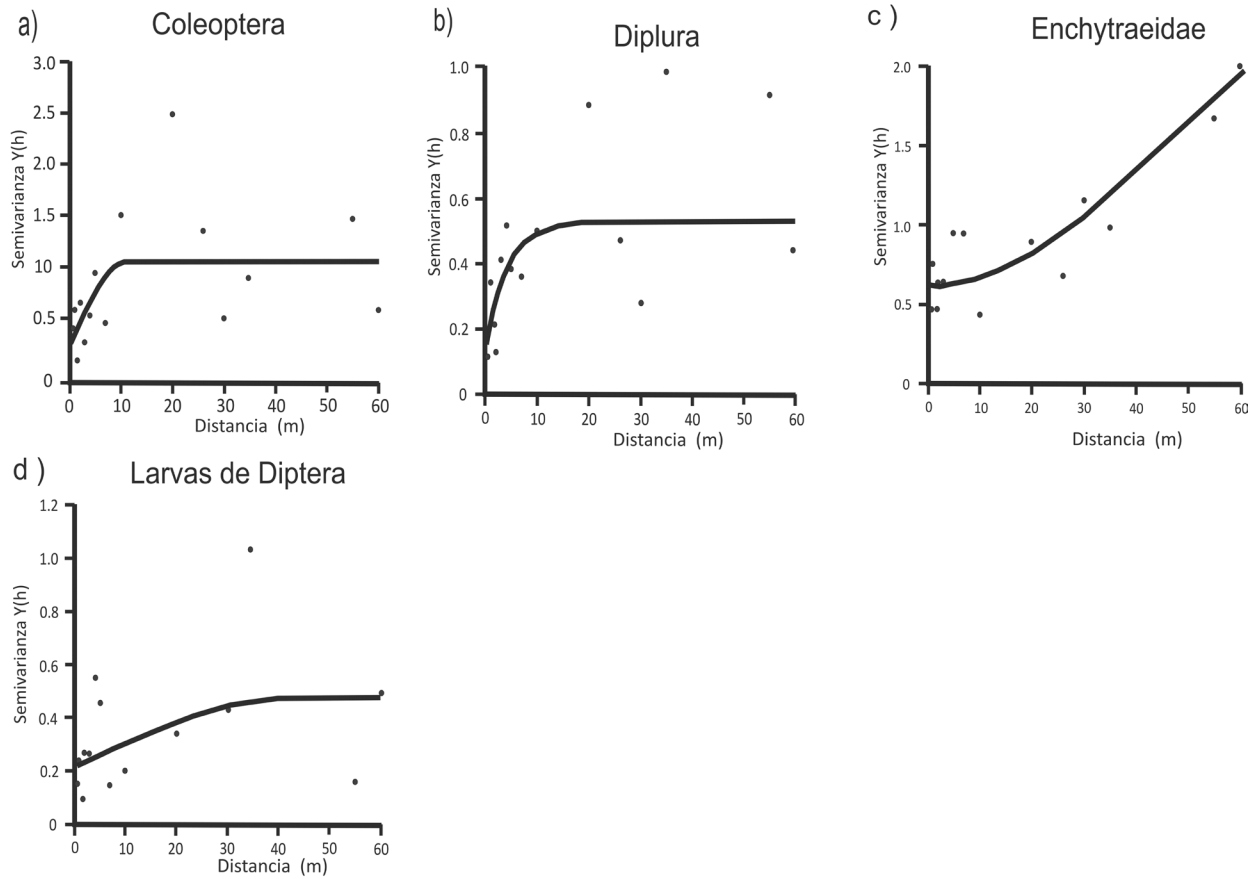 a) Coleoptera
3.0
2.5
2.0
1.5
10
0.5
0
Semivarianza Y(h)
0 10 20 30 40 50 60
Distancia (m)
b) Diplura
1.0
0.8
0.6
0.4
0.2
0
Semivarianza Y(h)
0 10 20 30 40 50 60
Distancia (m)
c ) Enchytraeidae
2.0
1.5
1.0
0.5
0
Semivarianza Y(h)
0 10 20 30 40 50 60
Distancia (m)
d ) Larvas de Diptera
1.2
1.0
0.8
0.6
0.4
0.2
0
Semivarianza Y(h)
0 10 20 30 40 50 60
Distancia (m)